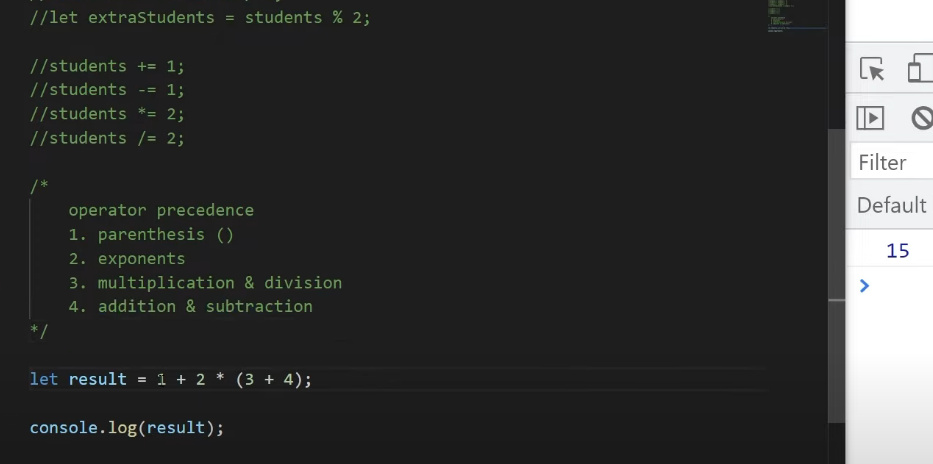 //let extraStudents = students % 2;
//students += 1;
//students -= 1;
//students *= 2;
//students /= 2;
/*
operator precedence
1. parenthesis ()
2. exponents
3. multiplication & division
4. addition & subtraction
*/
let result = 1 + 2 * (3 + 4);
console.log(result);
Filter
Default
15